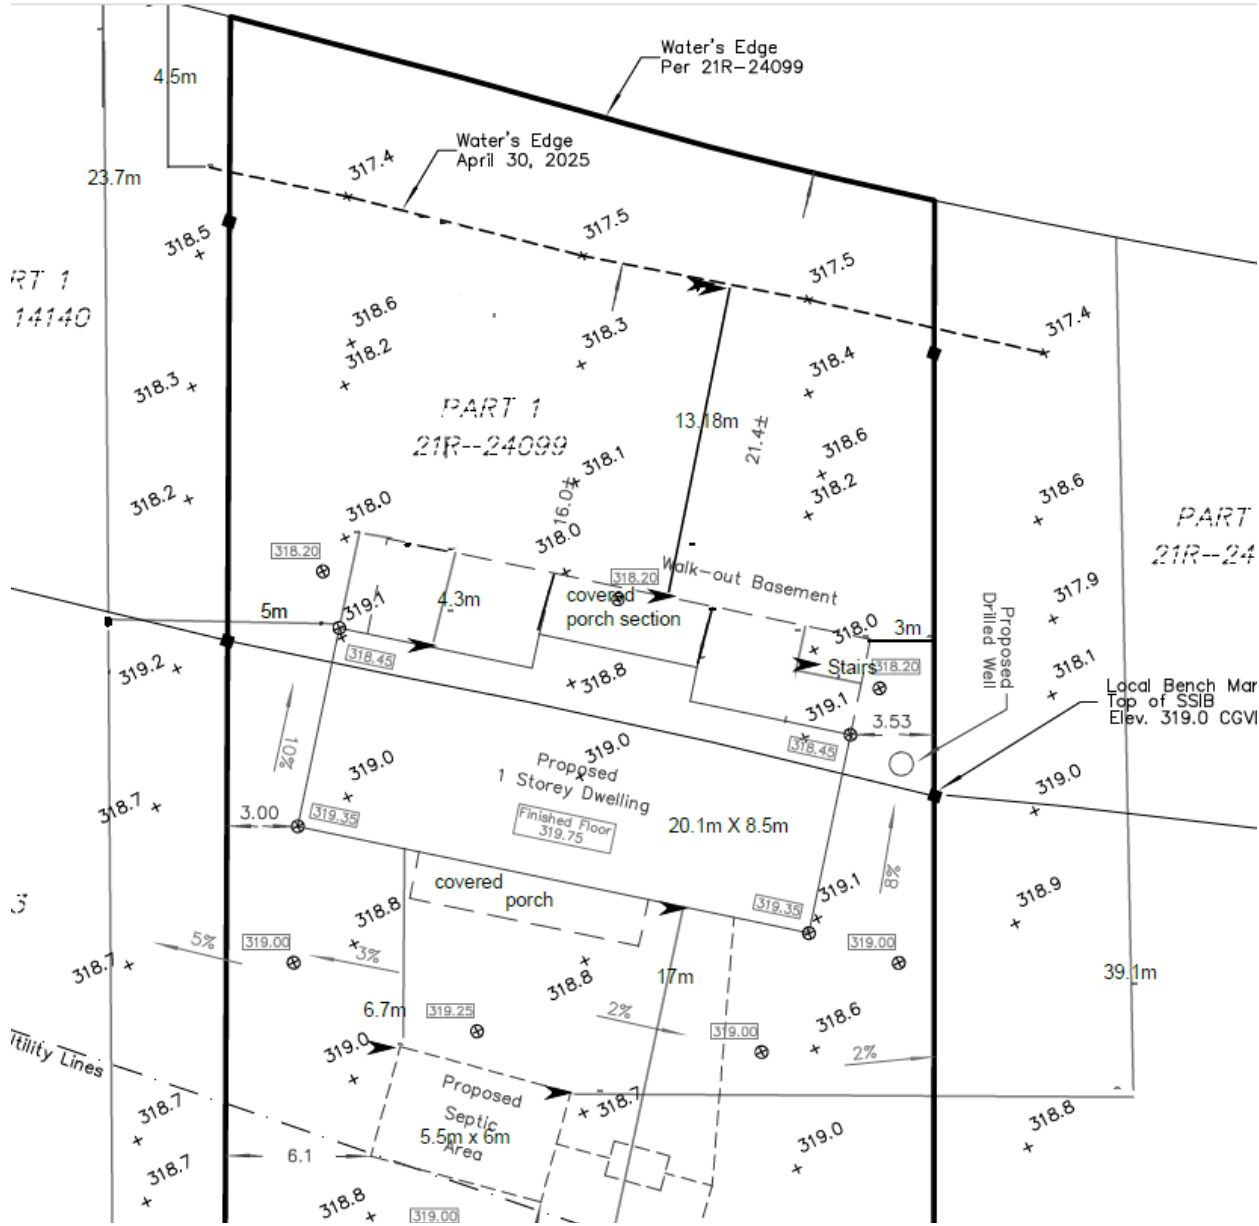 Water's Edge
Per 21R-24099
4.5m
Water's Edge
April 30, 2025
317.4
23.7m
317.5
318.5
317.5
RT 1
14140
318.6
317.4
318.3
318.2
318.4
318.3
PART 1
21R--24099
13.18m
21.4±
318.6
318.1
318.2
318.2
318.0
16.0±
318.6
PART
21R--24
318.0
318.20
318.20
Walk-out Basement
317.9
4.3m
covered
porch section
5m
319.1
318.0
3m
Proposed
Drilled Well
318.45
319.2
318.8
Stairs
318.20
318.1
Local Bench Mar
Top of SSIB
Elev. 319.0 CGV
319.1
3.53
318.45
10%
319.0
319.0
Proposed
1 Storey Dwelling
319.0
318.7
3.00
319.35
Finished Floor
319.75
20.1m X 8.5m
8%
covered
porch
319.1
319.35
318.9
3
318.8
5%
319.00
3%
319.00
318.7
318.8
17m
39.1m
6.7m
319.25
2%
319.00
318.6
319.0
2%
tility Lines
Proposed
Septic
5.5m x 6m
Area
318.7
318.7
319.0
318.8
6.1
318.7
318.8
319.00